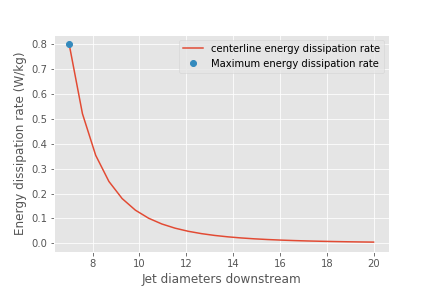 centerline energy dissipation rate
Maximum energy dissipation rate
Energy dissipation rate (W/kg)
0.8
0.7
0.6
0.5
0.4
0.3
0.2
0.1
0.0
8 10 12 14 16 18 20
Jet diameters downstream